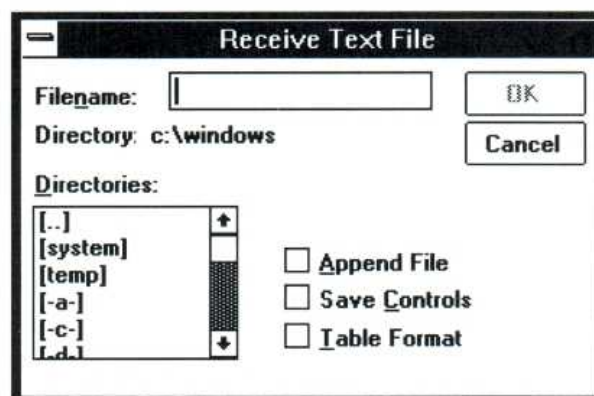 Receive Text File
Filename:
OK
Directory: c:\windows
Cancel
Directories:
[..]
[system]
[temp]
[-a-]
[-c-]
[-d-]
Append File
Save Controls
Table Format